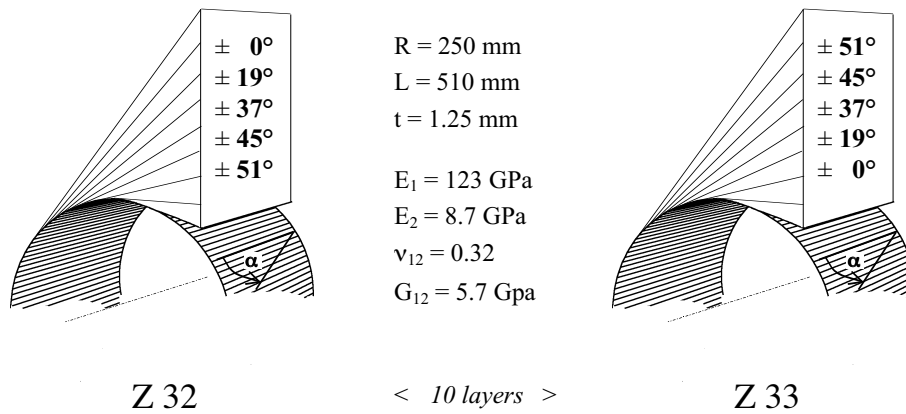 ± 0°
± 19°
± 37°
± 45°
± 51°
α
Z 32
R = 250 mm
L = 510 mm
t = 1.25 mm
E₁ = 123 GPa
E₂ = 8.7 GPa
ν₁₂ = 0.32
G₁₂ = 5.7 Gpa
< 10 layers >
± 51°
± 45°
± 37°
± 19°
± 0°
α
Z 33